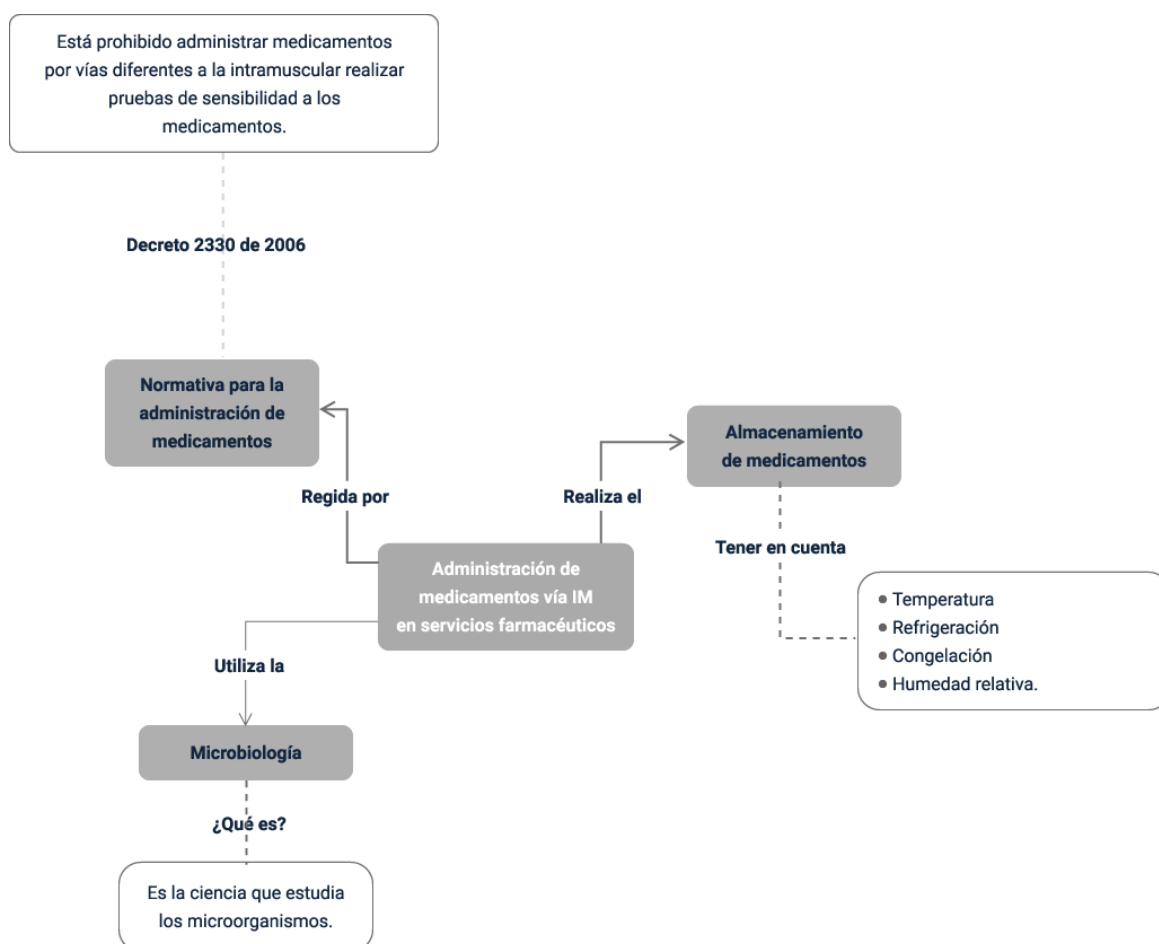 Está prohibido administrar medicamentos
por vías diferentes a la intramuscular realizar
pruebas de sensibilidad a los
medicamentos.
Decreto 2330 de 2006
Normativa para la
administración de
medicamentos
Almacenamiento
de medicamentos
Regida por
Realiza el
Tener en cuenta
Administración de
medicamentos vía IM
en servicios farmacéuticos
● Temperatura
● Refrigeración
● Congelación
● Humedad relativa.
Utiliza la
Microbiología
¿Qué es?
Es la ciencia que estudia
los microorganismos.